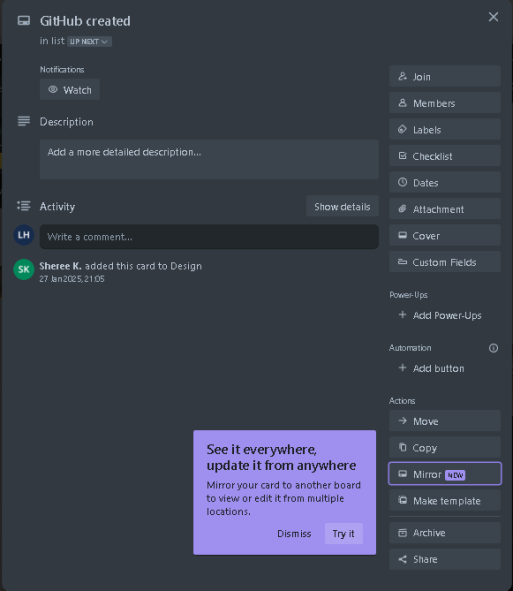 GitHub created
in list UP NEXT
Notifications
Watch
Description
Add a more detailed description...
Activity
Show details
LH
Write a comment...
SK
Sheree K. added this card to Design
27 Jan 2025, 21:05
Join
Members
Labels
Checklist
Dates
Attachment
Cover
Custom Fields
Power-Ups
+ Add Power-Ups
Automation
+ Add button
Actions
Move
Copy
Mirror NEW
Make template
Archive
Share
See it everywhere,
update it from anywhere
Mirror your card to another board
to view or edit it from multiple
locations.
Dismiss
Try it